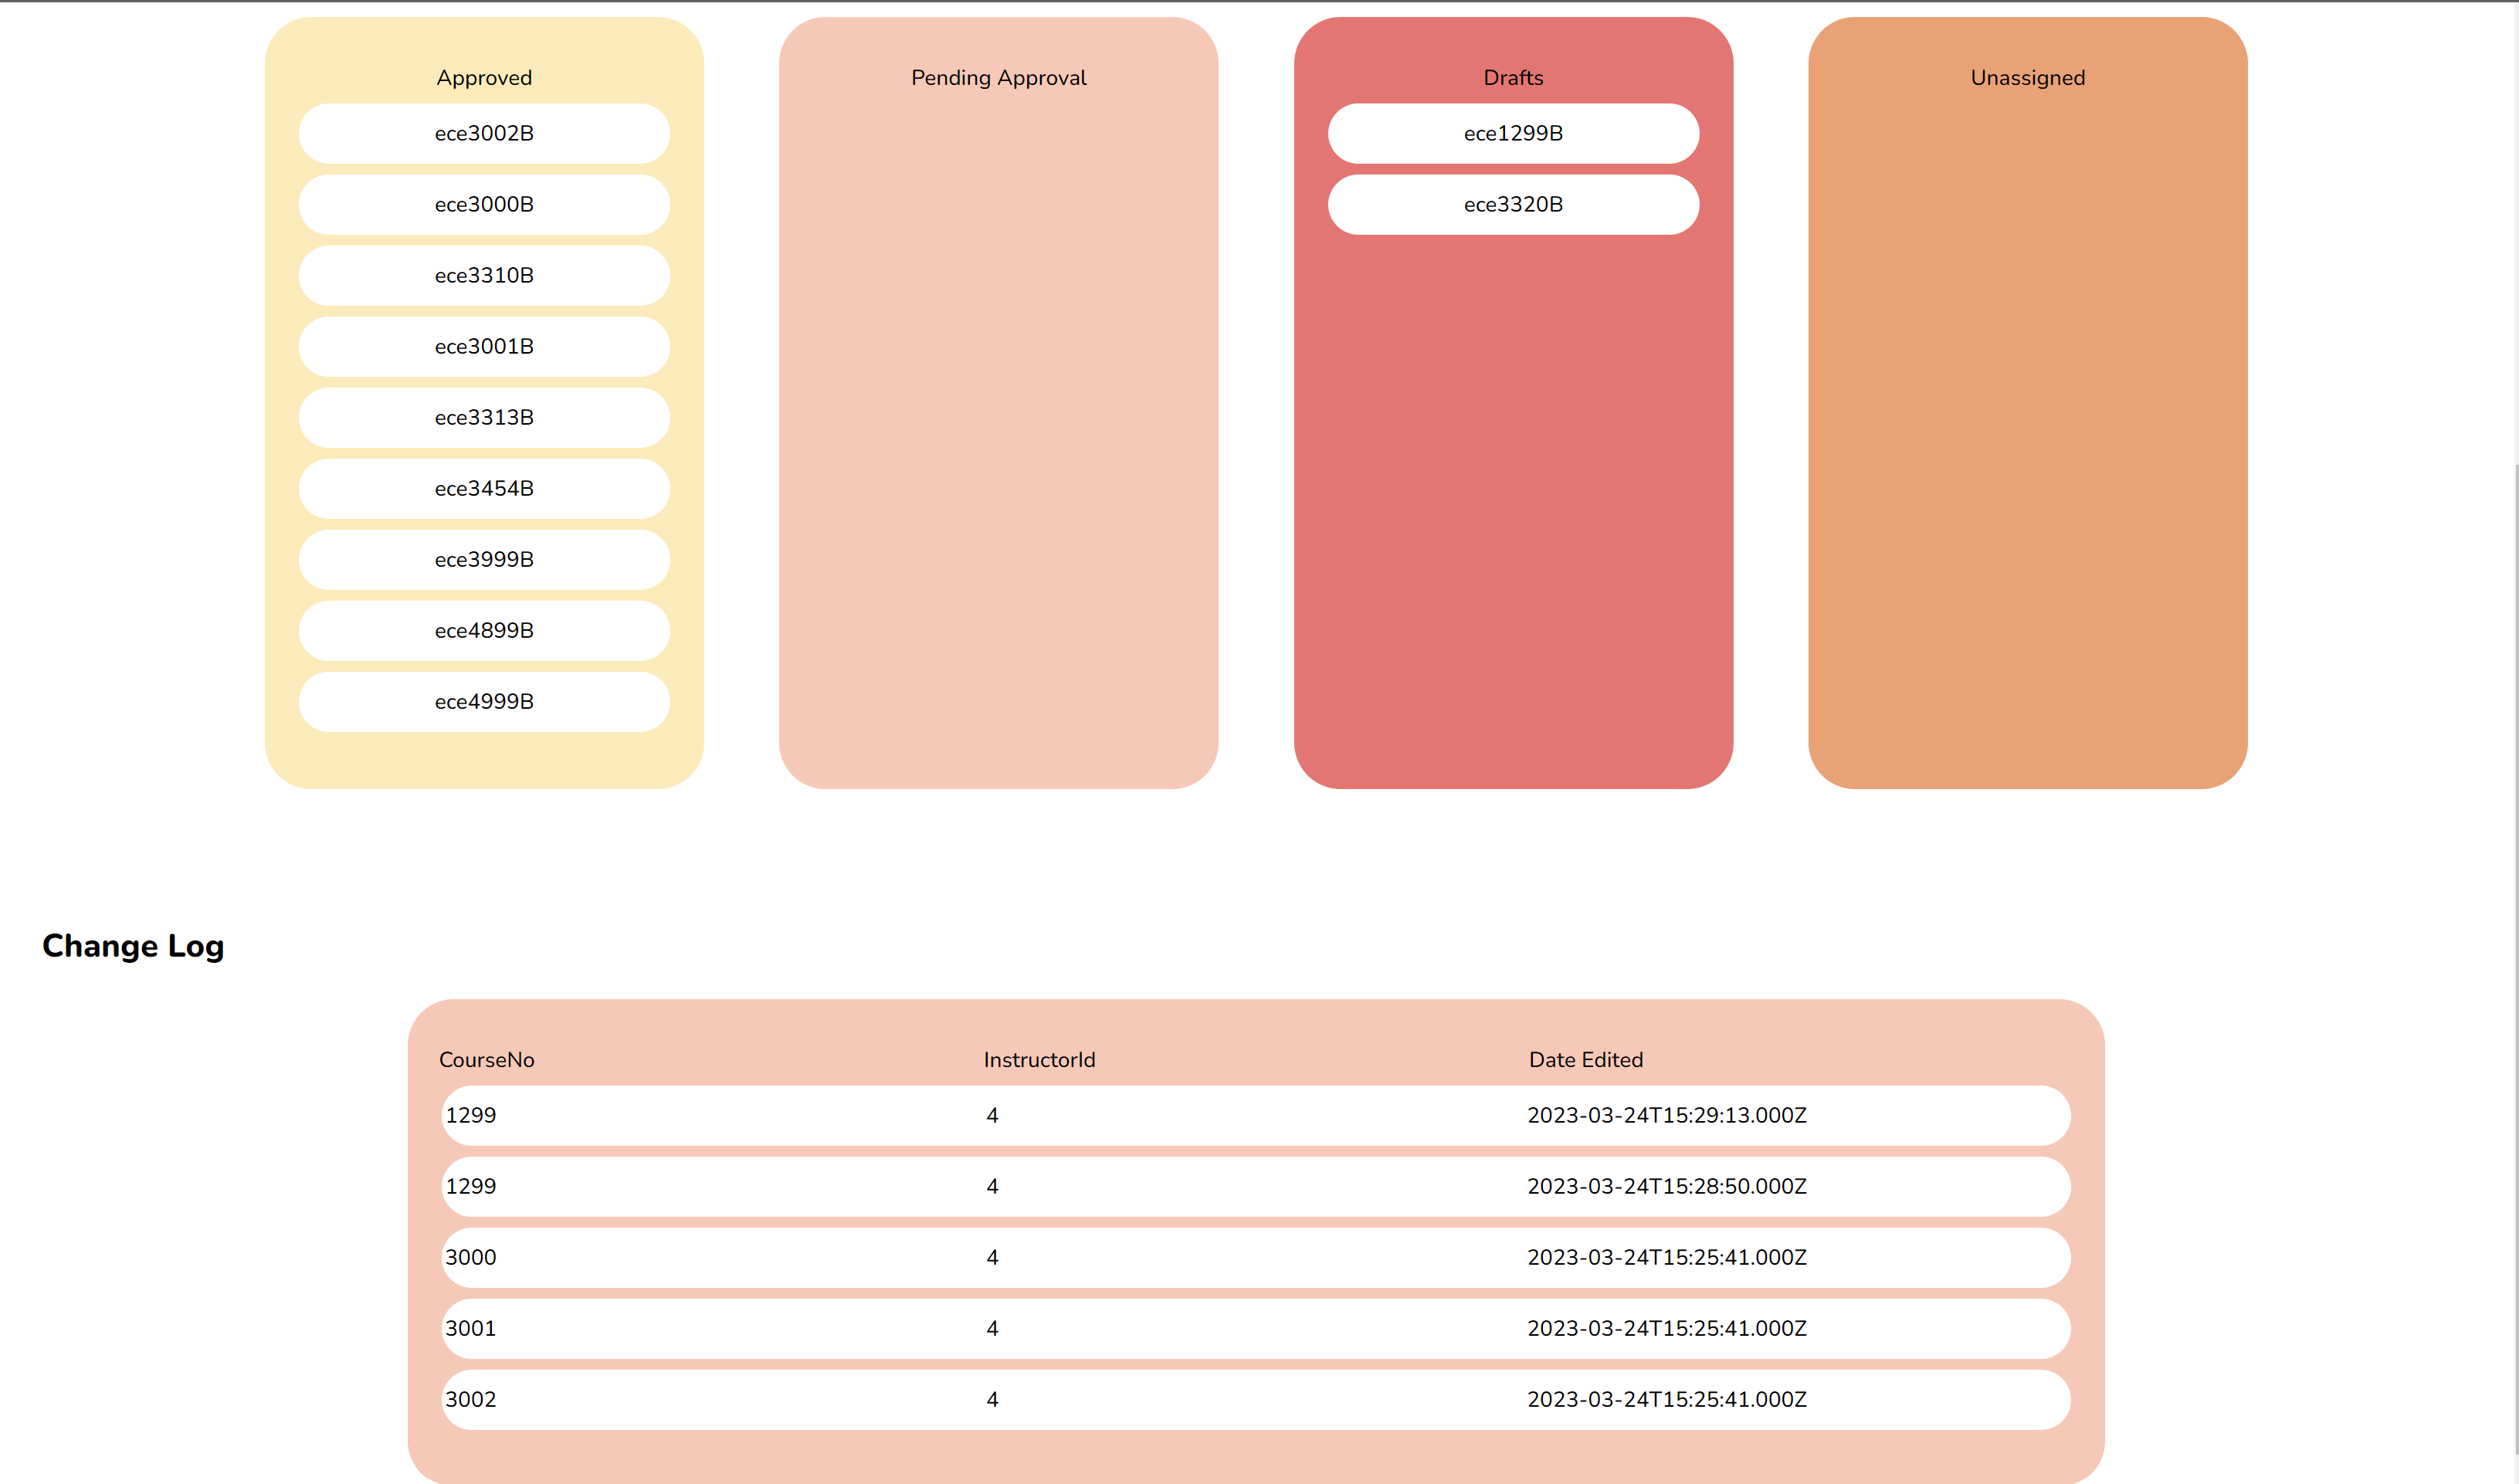 Approved
ece3002B
ece3000B
ece3310B
ece3001B
ece3313B
ece3454B
ece3999B
ece4899B
ece4999B
Pending Approval
Drafts
ece1299B
ece3320B
Unassigned
Change Log
CourseNo InstructorId Date Edited
1299 4 2023-03-24T15:29:13.000Z
1299 4 2023-03-24T15:28:50.000Z
3000 4 2023-03-24T15:25:41.000Z
3001 4 2023-03-24T15:25:41.000Z
3002 4 2023-03-24T15:25:41.000Z